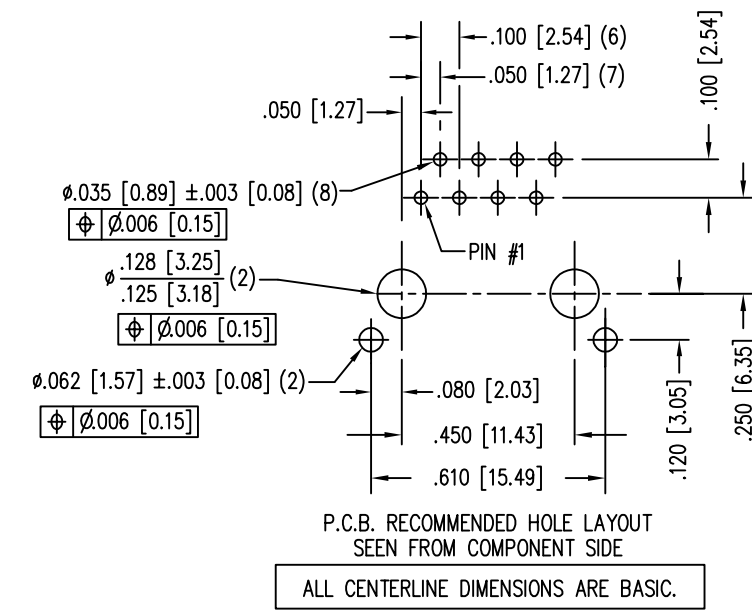 .100 [2.54] (6)
.050 [1.27] (7)
.050 [1.27]
.100 [2.54]
ø.035 [0.89] ±.003 [0.08] (8)
⌖ Ø.006 [0.15]
PIN #1
ø .128 [3.25]
.125 [3.18] (2)
⌖ Ø.006 [0.15]
ø.062 [1.57] ±.003 [0.08] (2)
⌖ Ø.006 [0.15]
.080 [2.03]
.450 [11.43]
.610 [15.49]
.120 [3.05]
.250 [6.35]
P.C.B. RECOMMENDED HOLE LAYOUT
SEEN FROM COMPONENT SIDE
ALL CENTERLINE DIMENSIONS ARE BASIC.